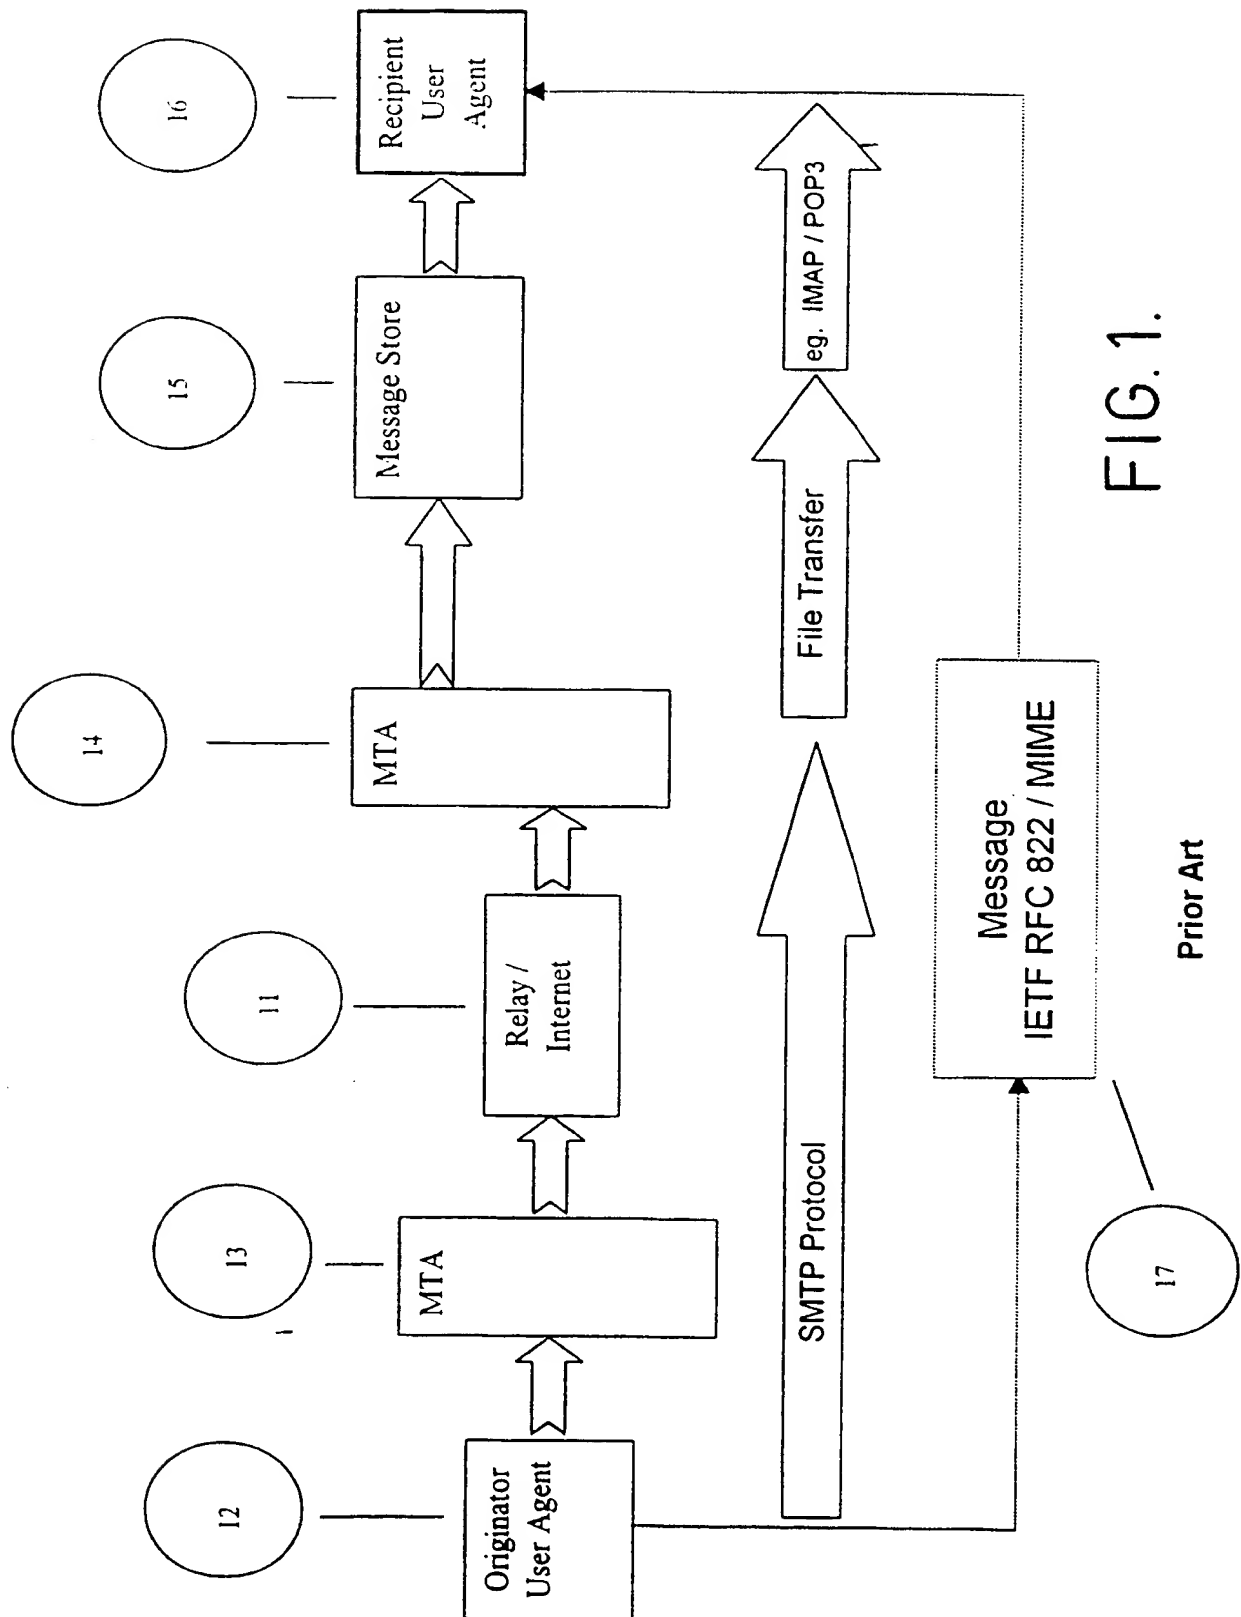 12
13
11
14
15
16
Originator
User Agent
MTA
Relay /
Internet
MTA
Message Store
Recipient
User
Agent
SMTP Protocol
File Transfer
eg. IMAP / POP3
Message
IETF RFC 822 / MIME
17
Prior Art
FIG. 1.